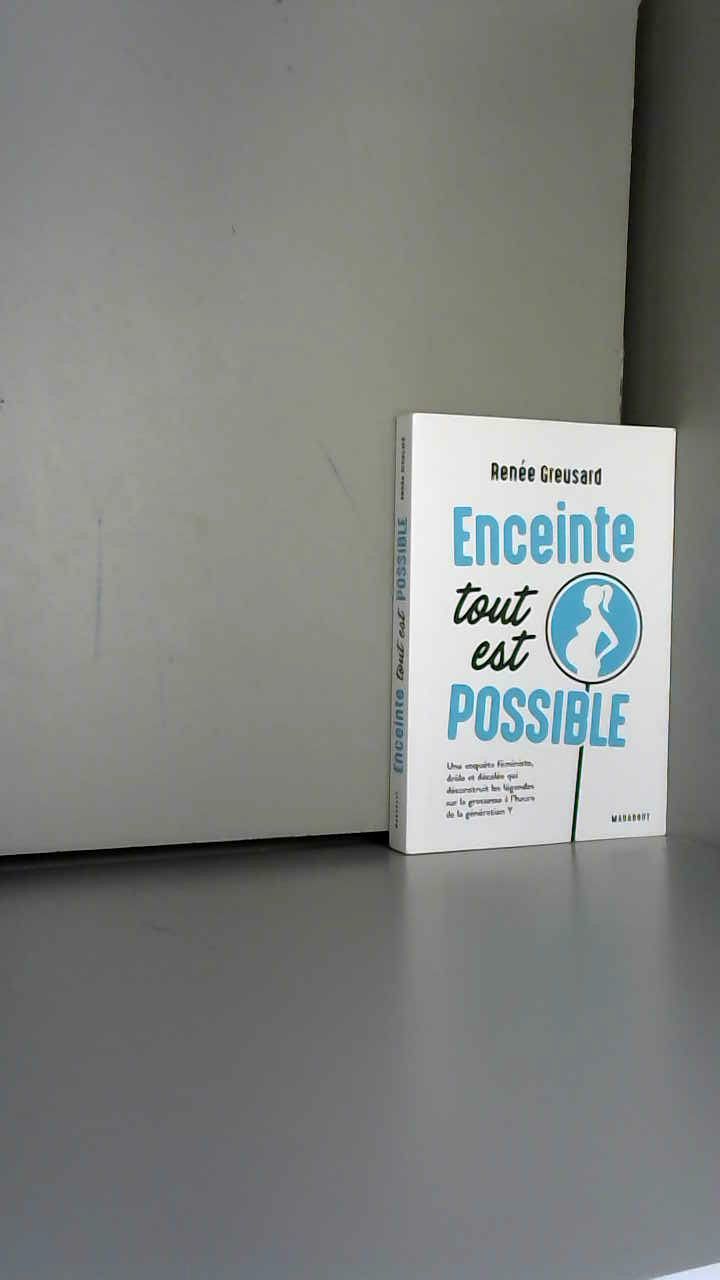 Renée Greusard
Enceinte
tout
est
POSSIBLE
Une enquête féministe,
drôle et décalée qui
déconstruit les légendes
sur la grossesse à l'heure
de la génération Y
MARABOUT
Enceinte tout est POSSIBLE